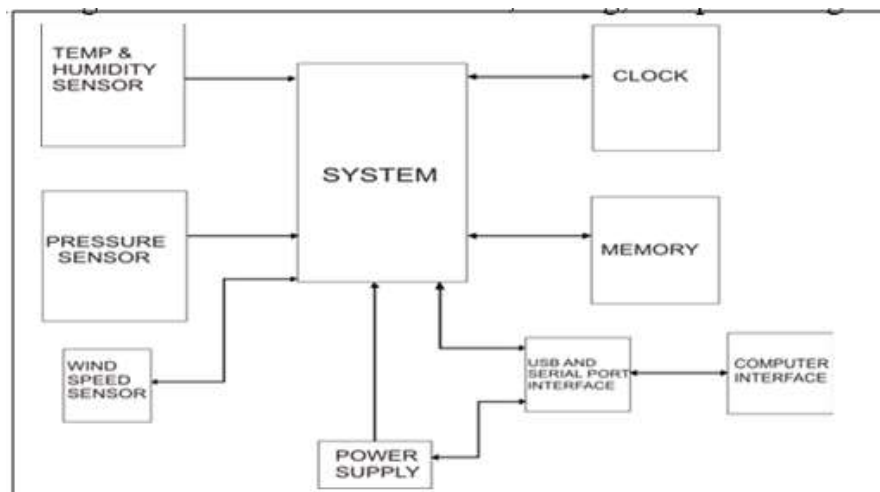 TEMP &
HUMIDITY
SENSOR
CLOCK
SYSTEM
PRESSURE
SENSOR
MEMORY
WIND
SPEED
SENSOR
USB AND
SERIAL PORT
INTERFACE
COMPUTER
INTERFACE
POWER
SUPPLY